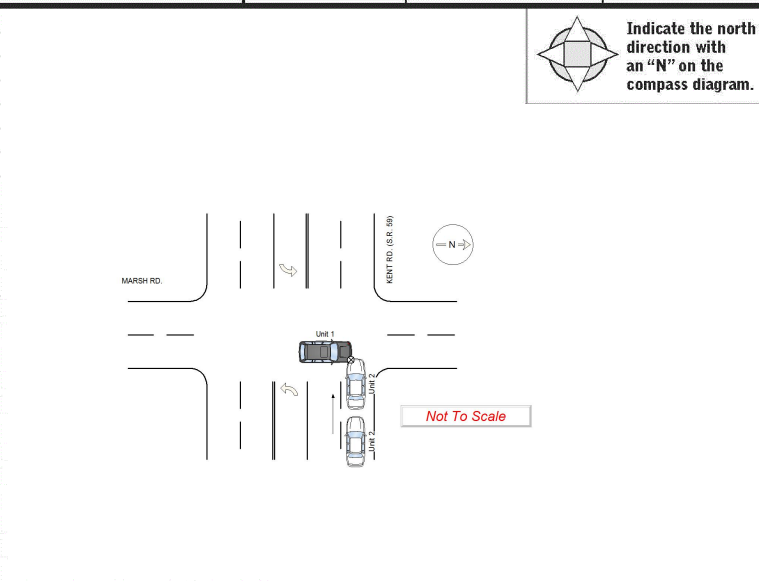 Indicate the north
direction with
an “N” on the
compass diagram.
KENT RD. (S.R. 59)
N
MARSH RD.
Unit 1
Unit 2
Not To Scale
Unit 2